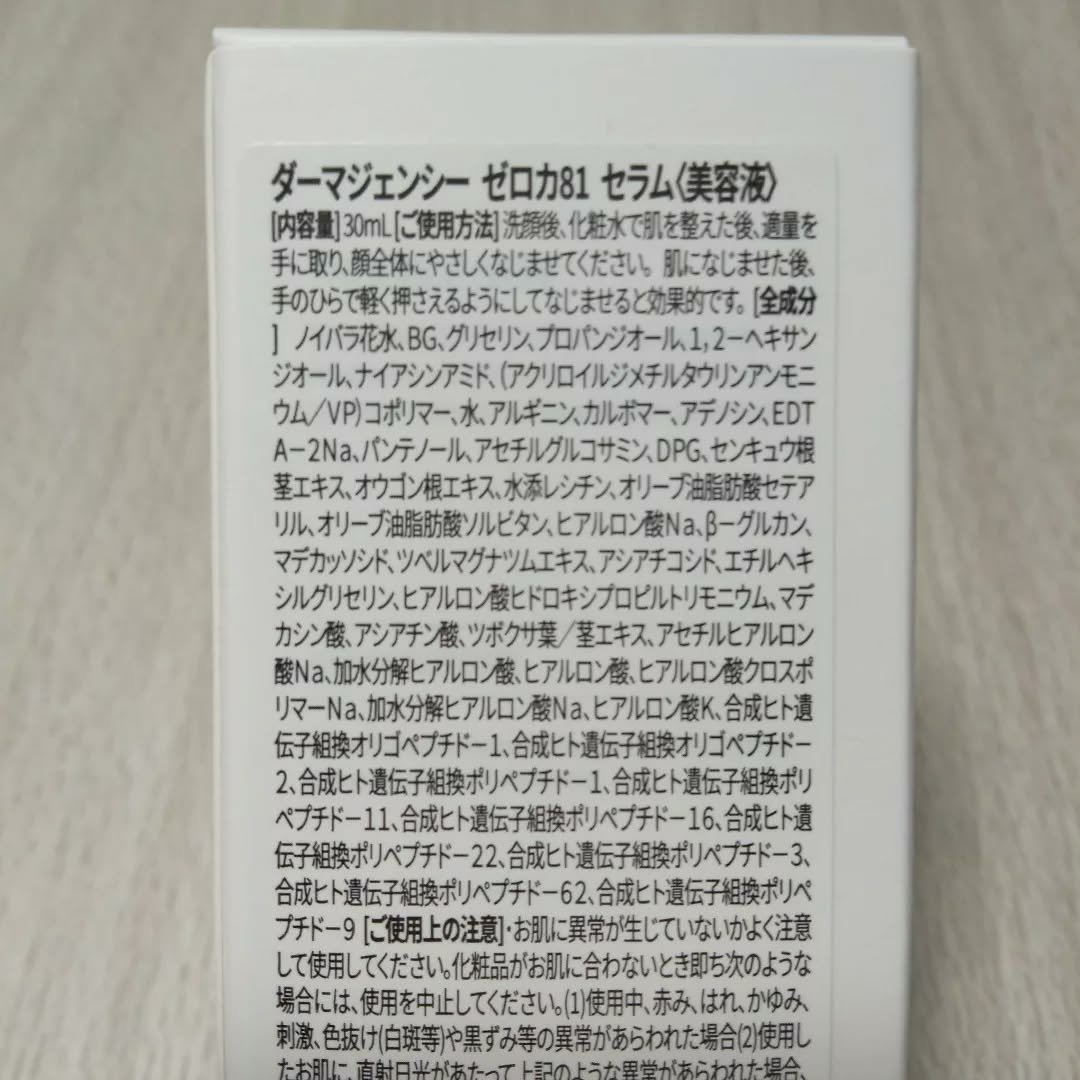 ダーマジェンシー ゼロカ81 セラム〈美容液〉
[内容量]30mL[ご使用方法]洗顔後、化粧水で肌を整えた後、適量を
手に取り、顔全体にやさしくなじませてください。肌になじませた後、
手のひらで軽く押さえるようにしてなじませると効果的です。[全成分
] ノイバラ花水、BG、グリセリン、プロパンジオール、1,2－ヘキサン
ジオール、ナイアシンアミド、(アクリロイルジメチルタウリンアンモニ
ウム／VP)コポリマー、水、アルギニン、カルボマー、アデノシン、EDT
A－2Na、パンテノール、アセチルグルコサミン、DPG、センキュウ根
茎エキス、オウゴン根エキス、水添レシチン、オリーブ油脂肪酸セテア
リル、オリーブ油脂肪酸ソルビタン、ヒアルロン酸Na、β－グルカン、
マデカッソシド、ツベルマグナツムエキス、アシアチコシド、エチルヘキ
シルグリセリン、ヒアルロン酸ヒドロキシプロピルトリモニウム、マデ
カシン酸、アシアチン酸、ツボクサ葉／茎エキス、アセチルヒアルロン
酸Na、加水分解ヒアルロン酸、ヒアルロン酸、ヒアルロン酸クロスポ
リマーNa、加水分解ヒアルロン酸Na、ヒアルロン酸K、合成ヒト遺
伝子組換オリゴペプチド－1、合成ヒト遺伝子組換オリゴペプチド－
2、合成ヒト遺伝子組換ポリペプチド－1、合成ヒト遺伝子組換ポリ
ペプチド－11、合成ヒト遺伝子組換ポリペプチド－16、合成ヒト遺
伝子組換ポリペプチド－22、合成ヒト遺伝子組換ポリペプチド－3、
合成ヒト遺伝子組換ポリペプチド－62、合成ヒト遺伝子組換ポリペ
プチド－9 [ご使用上の注意]・お肌に異常が生じていないかよく注意
して使用してください。化粧品がお肌に合わないとき即ち次のような
場合には、使用を中止してください。(1)使用中、赤み、はれ、かゆみ、
刺激、色抜け(白斑等)や黒ずみ等の異常があらわれた場合(2)使用し
たお肌に、直射日光があたって上記のような異常があらわれた場合、